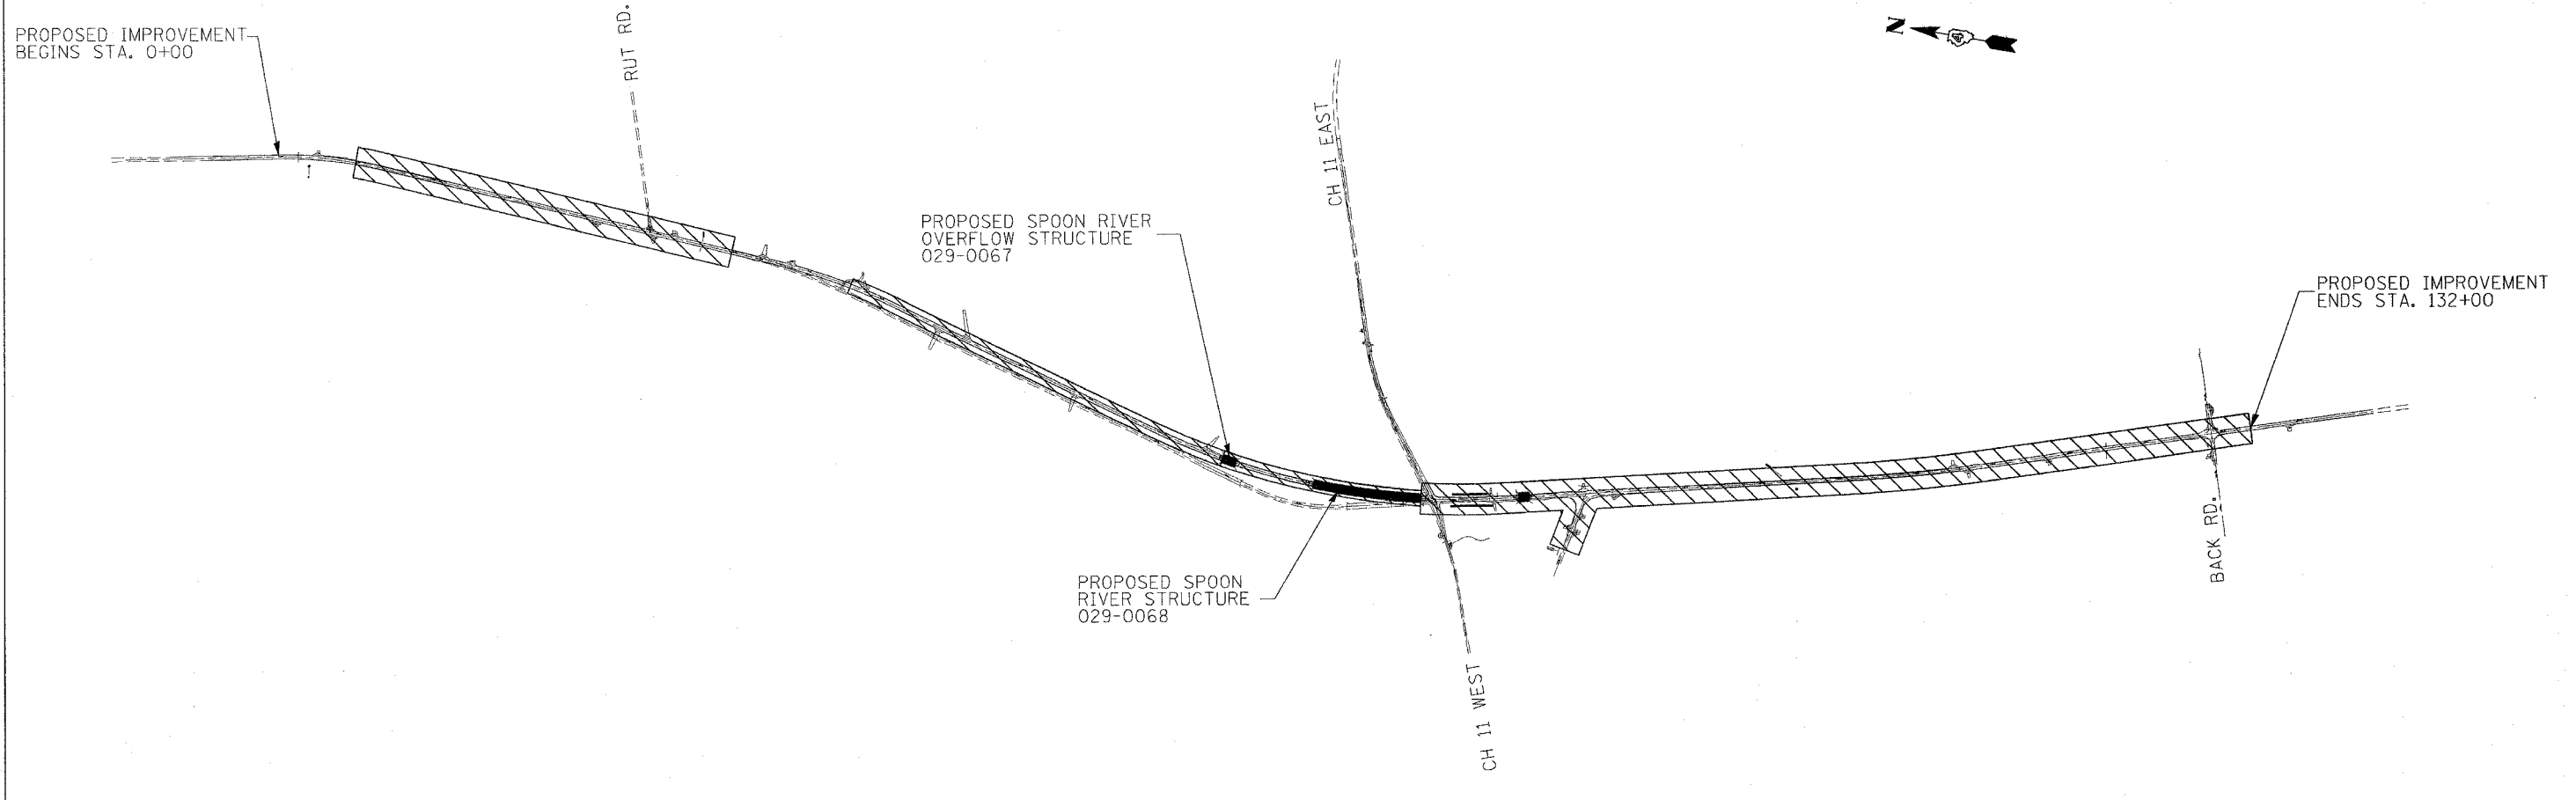 PROPOSED IMPROVEMENT
BEGINS STA. 0+00
RUT RD.
N
CH 11 EAST
PROPOSED SPOON RIVER
OVERFLOW STRUCTURE
029-0067
PROPOSED IMPROVEMENT
ENDS STA. 132+00
BACK RD.
PROPOSED SPOON
RIVER STRUCTURE
029-0068
CH 11 WEST